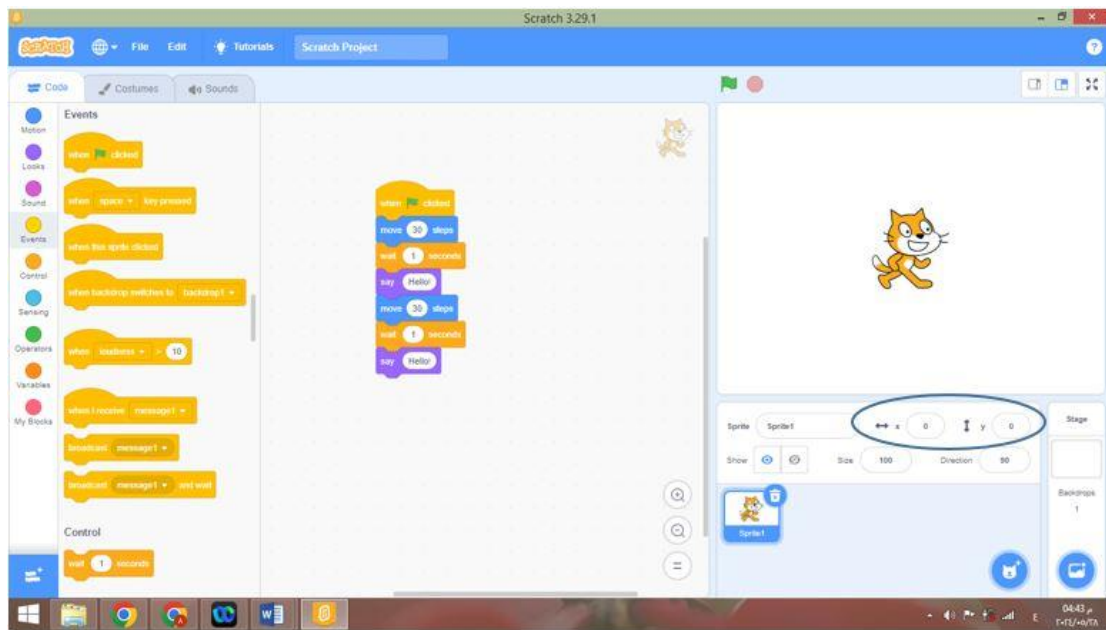 Scratch 3.29.1
SCRATCH File Edit Tutorials Scratch Project ?
Code Costumes Sounds
Motion
Looks
Sound
Events
Control
Sensing
Operators
Variables
My Blocks
Events
when clicked
when space key pressed
when this sprite clicked
when backdrop switches to backdrop1
when loudness > 10
when I receive message1
broadcast message1
broadcast message1 and wait
Control
wait 1 seconds
when clicked
move 30 steps
wait 1 seconds
say Hello!
move 30 steps
wait 1 seconds
say Hello!
Sprite Sprite1 x 0 y 0
Show Size 100 Direction 90
Sprite1
Stage
Backdrops
1
04:43 م
٢٠٢٤/٠٥/٢٨